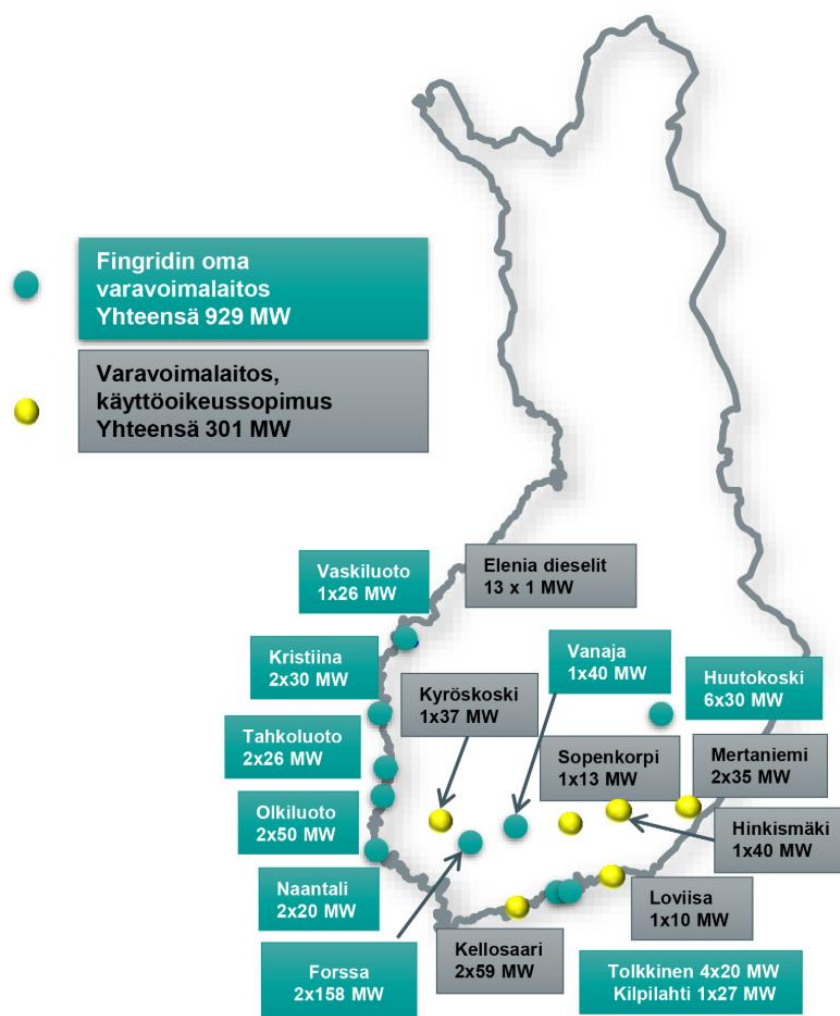 Fingridin oma
varavoimalaitos
Yhteensä 929 MW
Varavoimalaitos,
käyttöoikeussopimus
Yhteensä 301 MW
Vaskiluoto
1x26 MW
Elenia dieselit
13 x 1 MW
Kristiina
2x30 MW
Kyröskoski
1x37 MW
Vanaja
1x40 MW
Huutokoski
6x30 MW
Tahkoluoto
2x26 MW
Sopenkorpi
1x13 MW
Mertaniemi
2x35 MW
Olkiluoto
2x50 MW
Hinkismäki
1x40 MW
Naantali
2x20 MW
Loviisa
1x10 MW
Forssa
2x158 MW
Kellosaari
2x59 MW
Tolkkinen 4x20 MW
Kilpilahti 1x27 MW